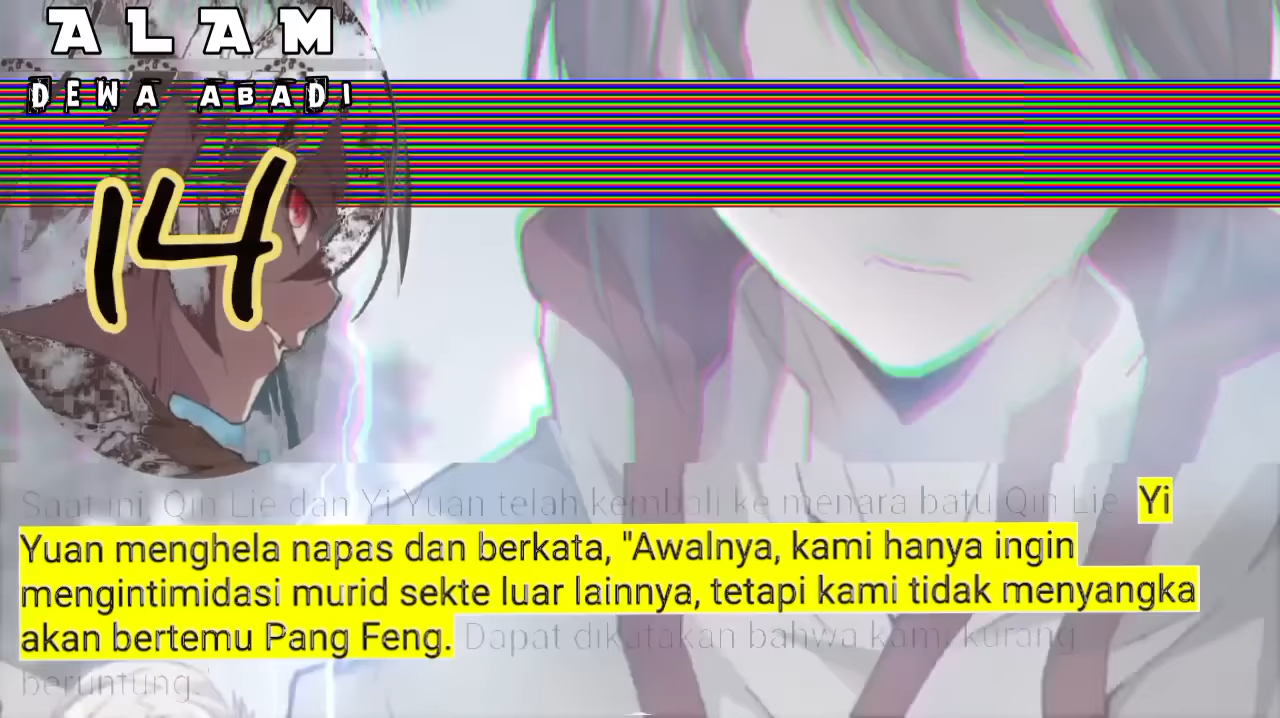 ALAM
DEWA ABADI
14
Saat ini, Qin Lie dan Yi Yuan telah kembali ke menara batu Qin Lie. Yi
Yuan menghela napas dan berkata, "Awalnya, kami hanya ingin
mengintimidasi murid sekte luar lainnya, tetapi kami tidak menyangka
akan bertemu Pang Feng. Dapat dikatakan bahwa kami kurang
beruntung."